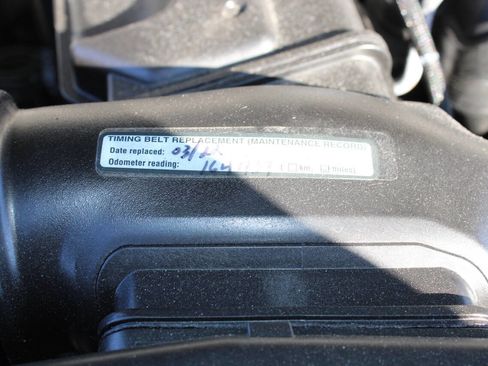 TIMING BELT REPLACEMENT (MAINTENANCE RECORD)
Date replaced:
Odometer reading: ( □ km, □ miles)